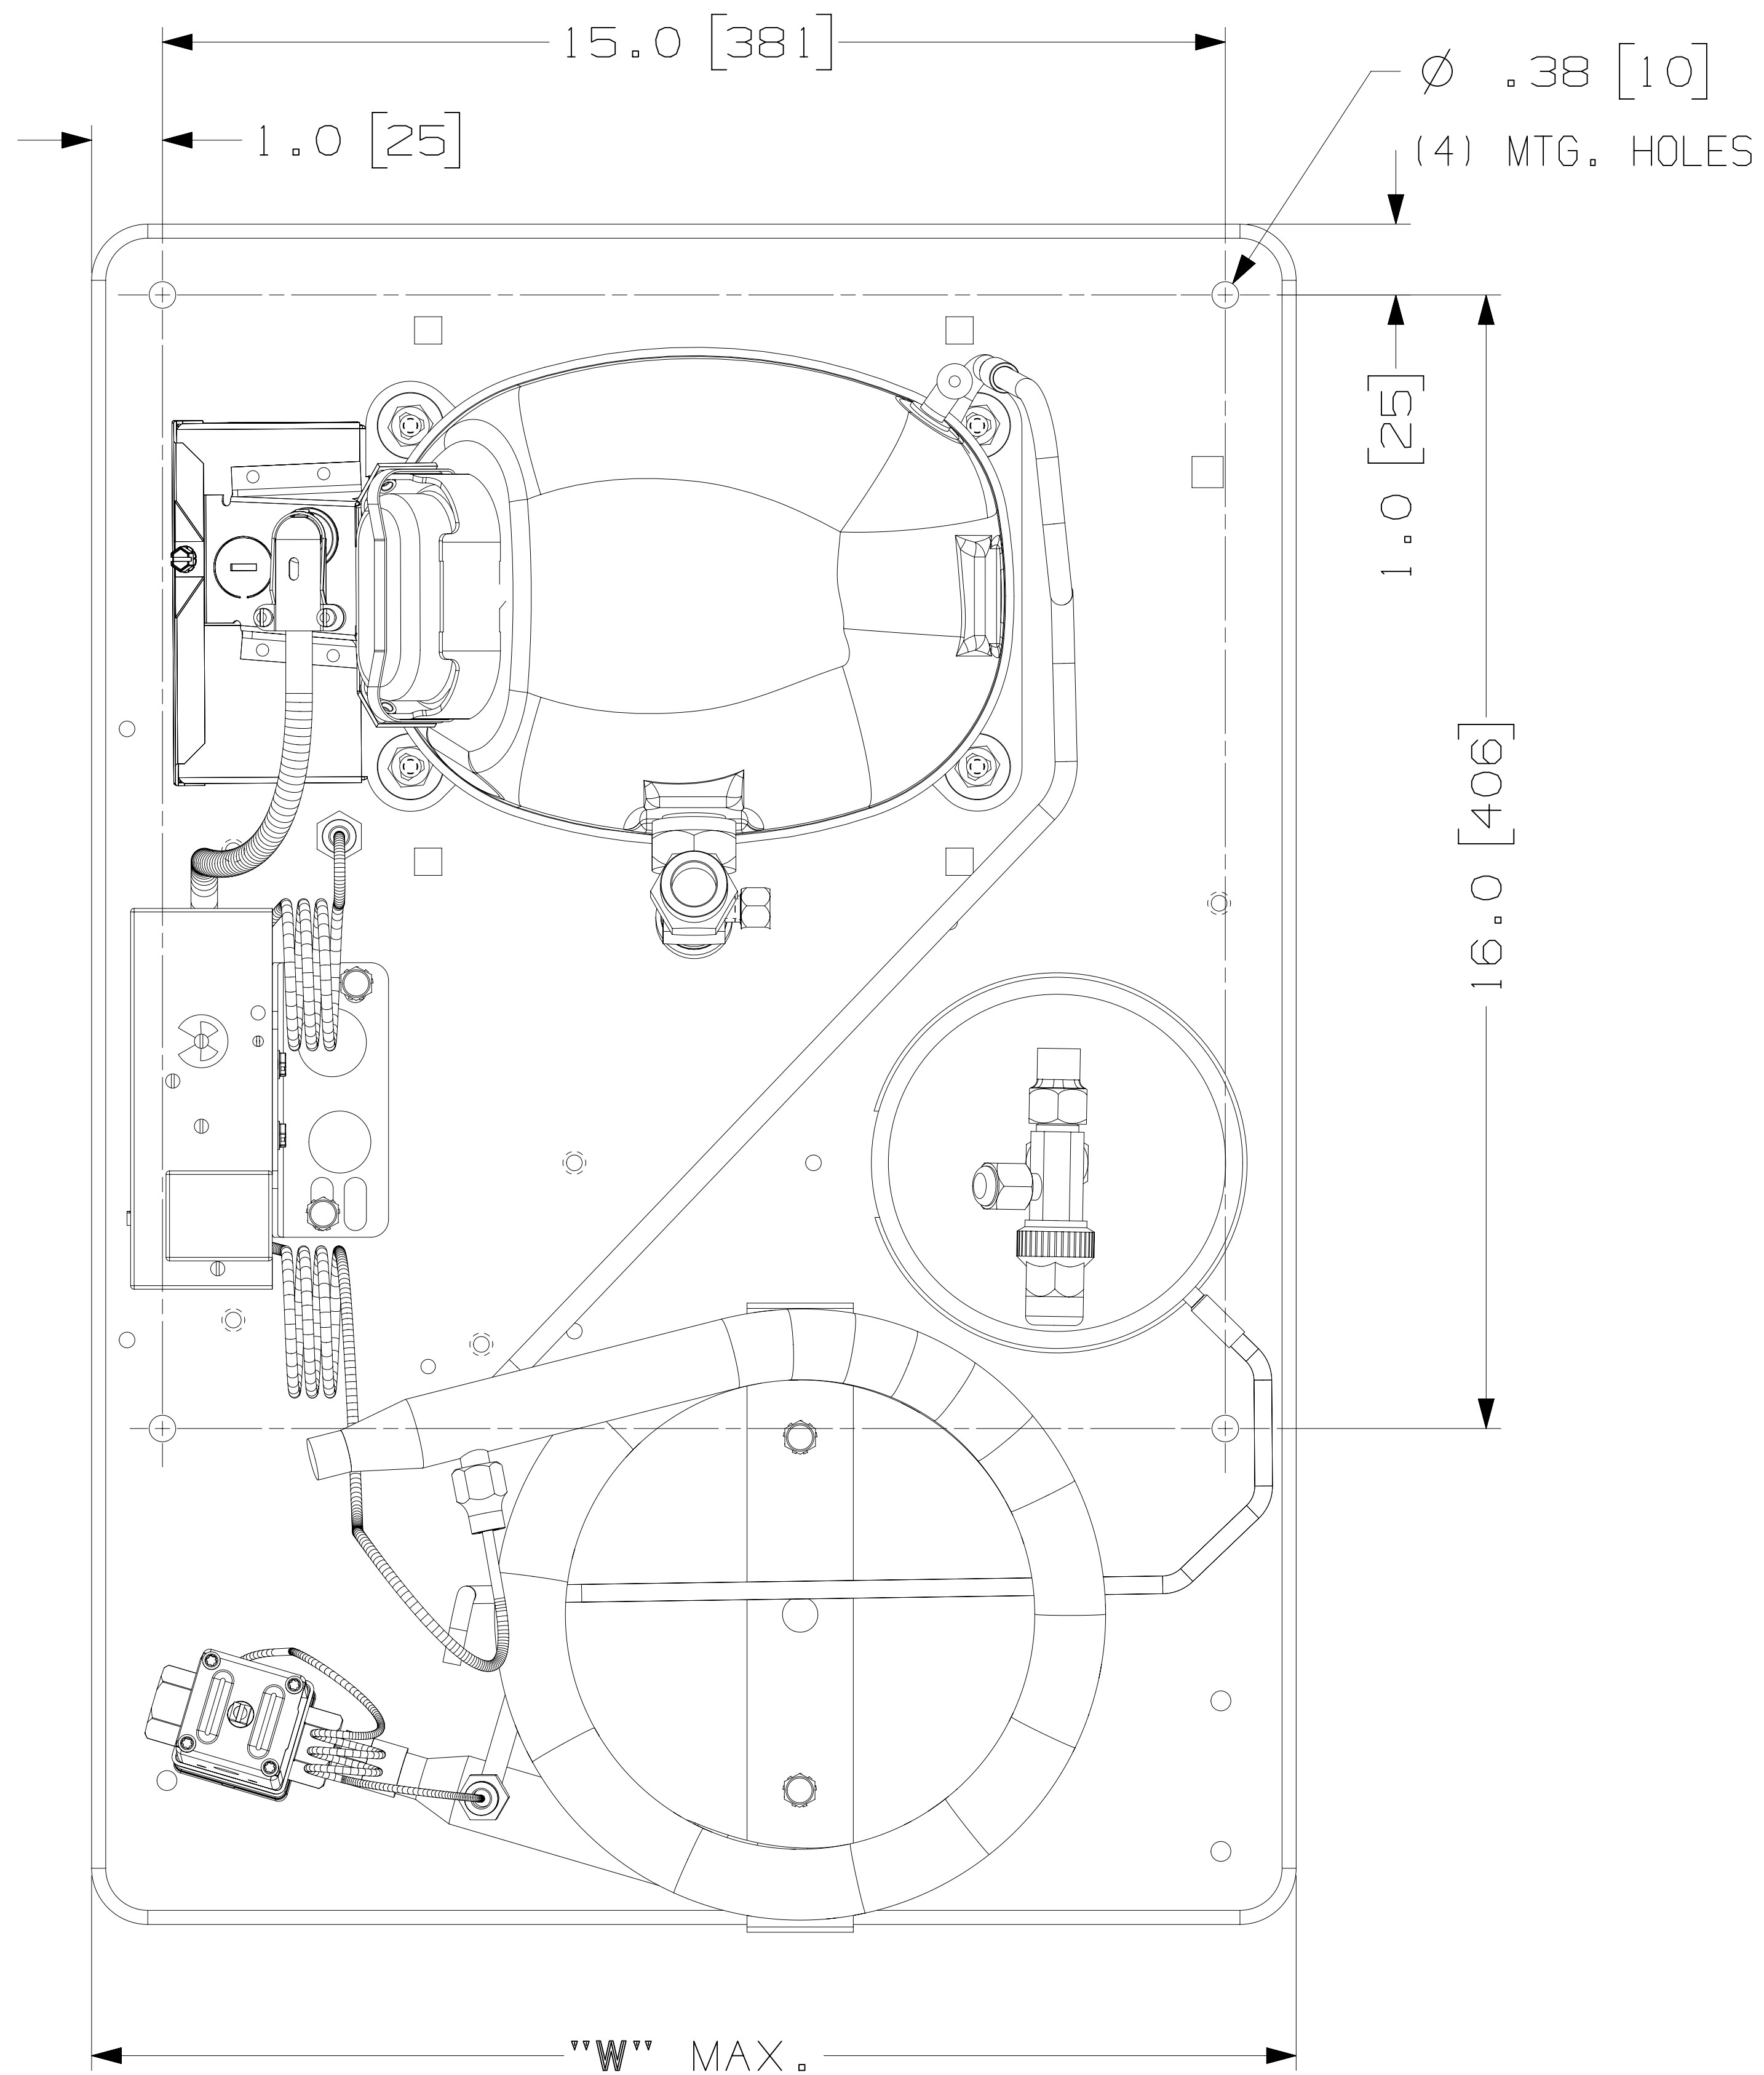 15.0 [381]
Ø .38 [10]
(4) MTG. HOLES
1.0 [25]
1.0 [25]
16.0 [406]
"W" MAX.